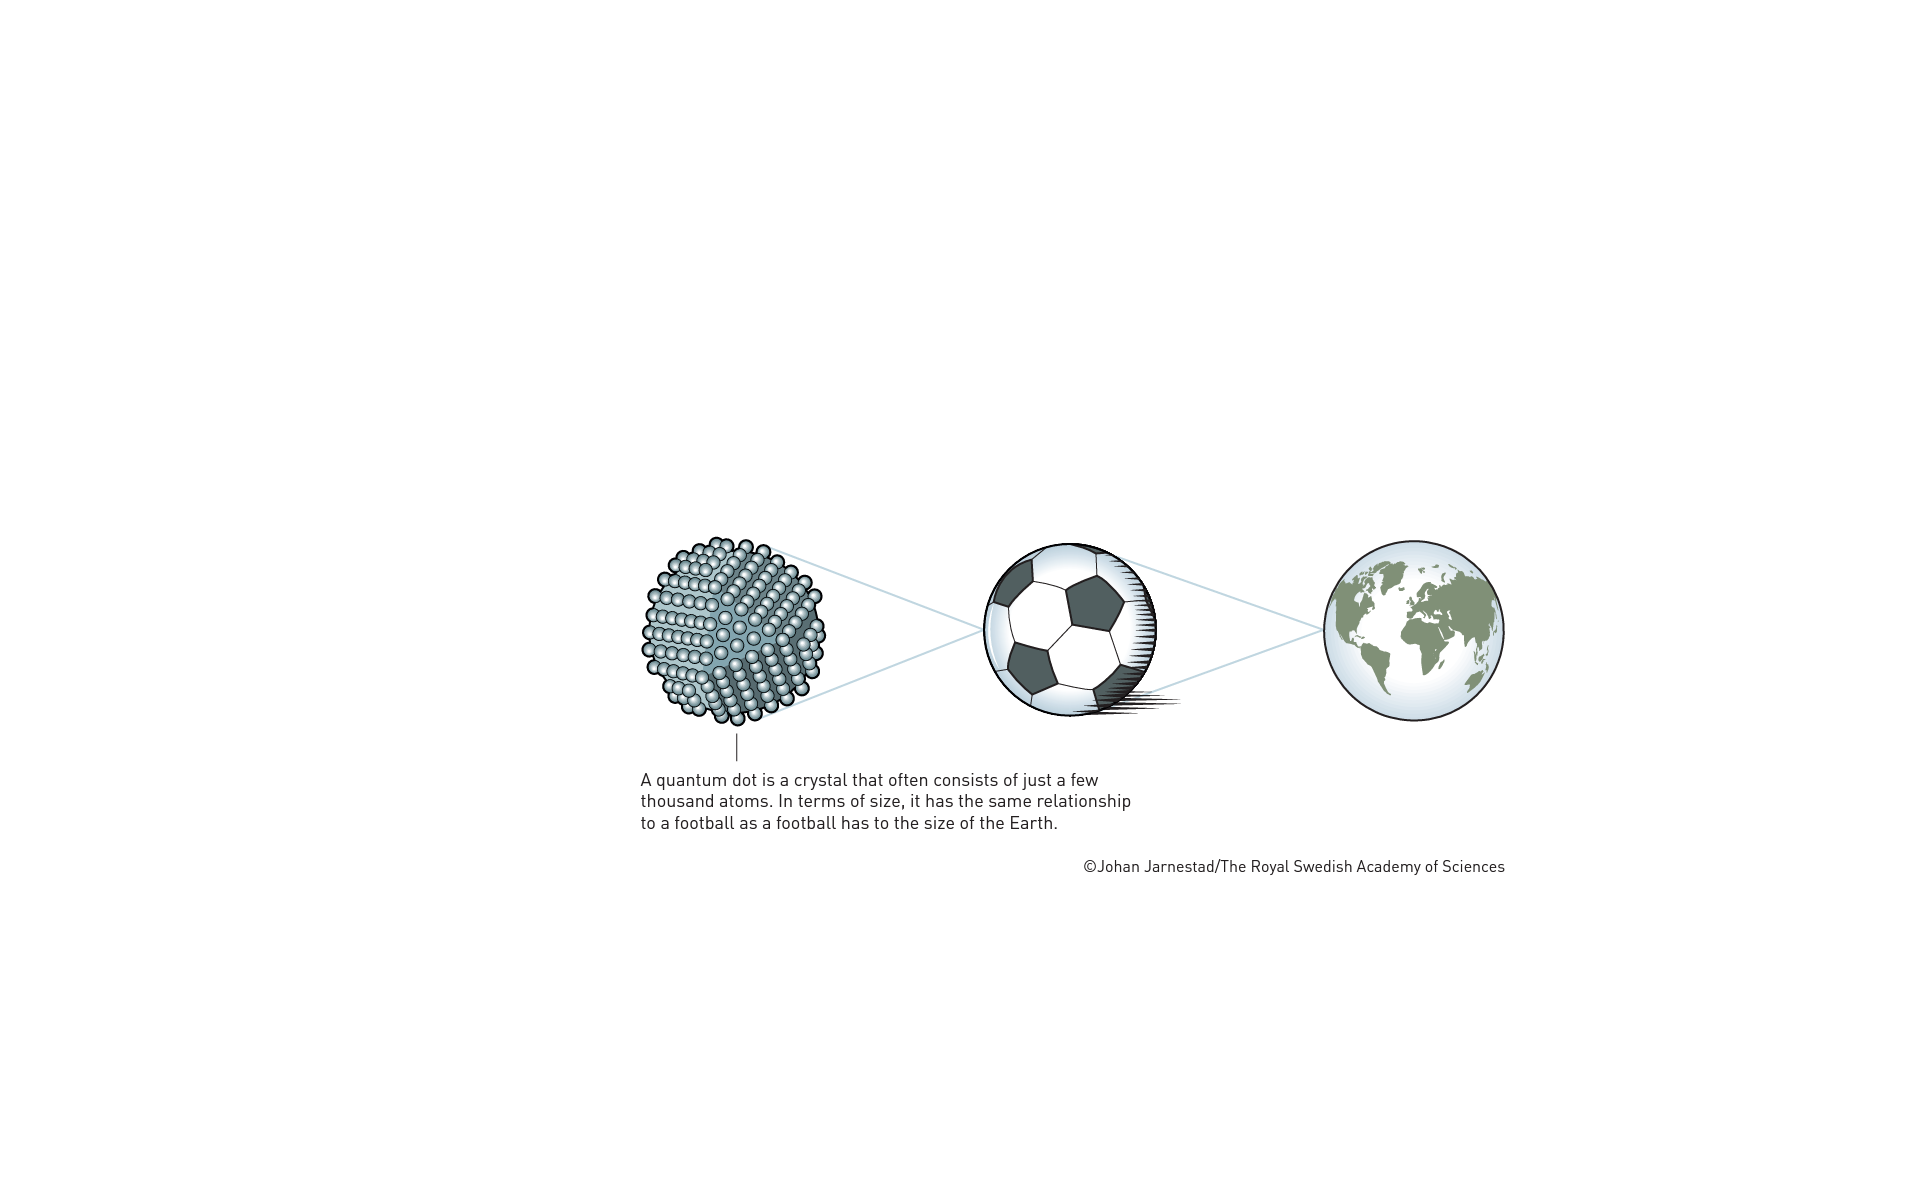 A quantum dot is a crystal that often consists of just a few
thousand atoms. In terms of size, it has the same relationship
to a football as a football has to the size of the Earth.
©Johan Jarnestad/The Royal Swedish Academy of Sciences